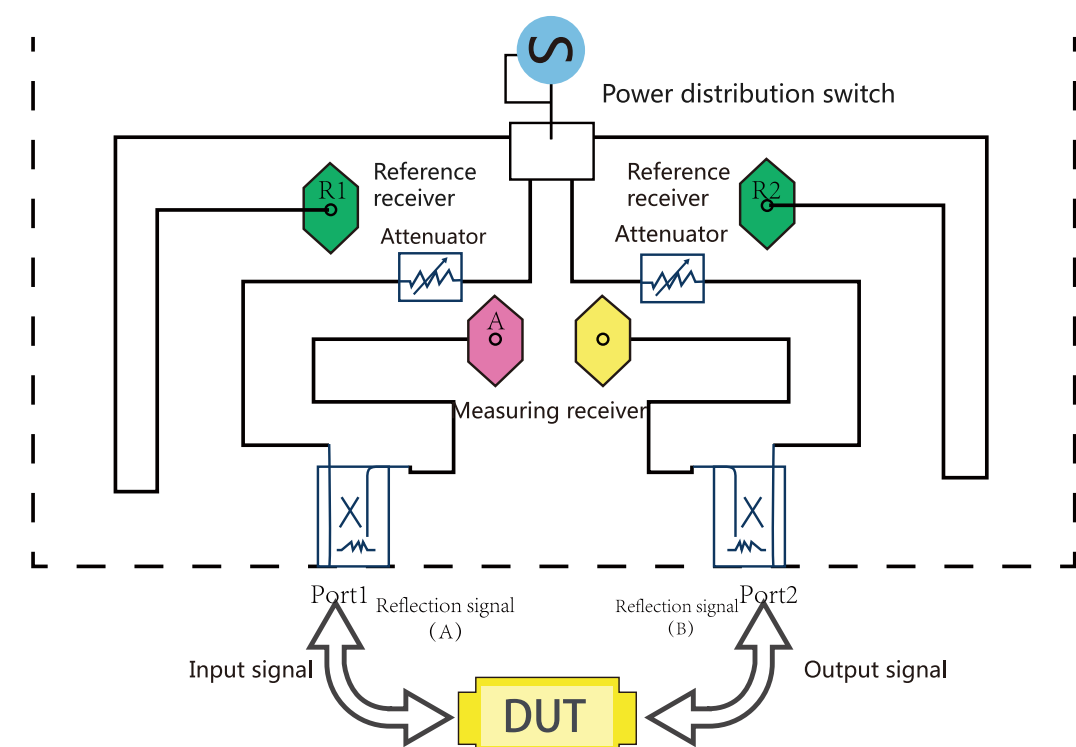 S
Power distribution switch
R1
Reference
receiver
Reference
receiver
R2
Attenuator
Attenuator
A
Measuring receiver
Port1
Reflection signal
(A)
Reflection signal
(B)
Port2
Input signal
Output signal
DUT